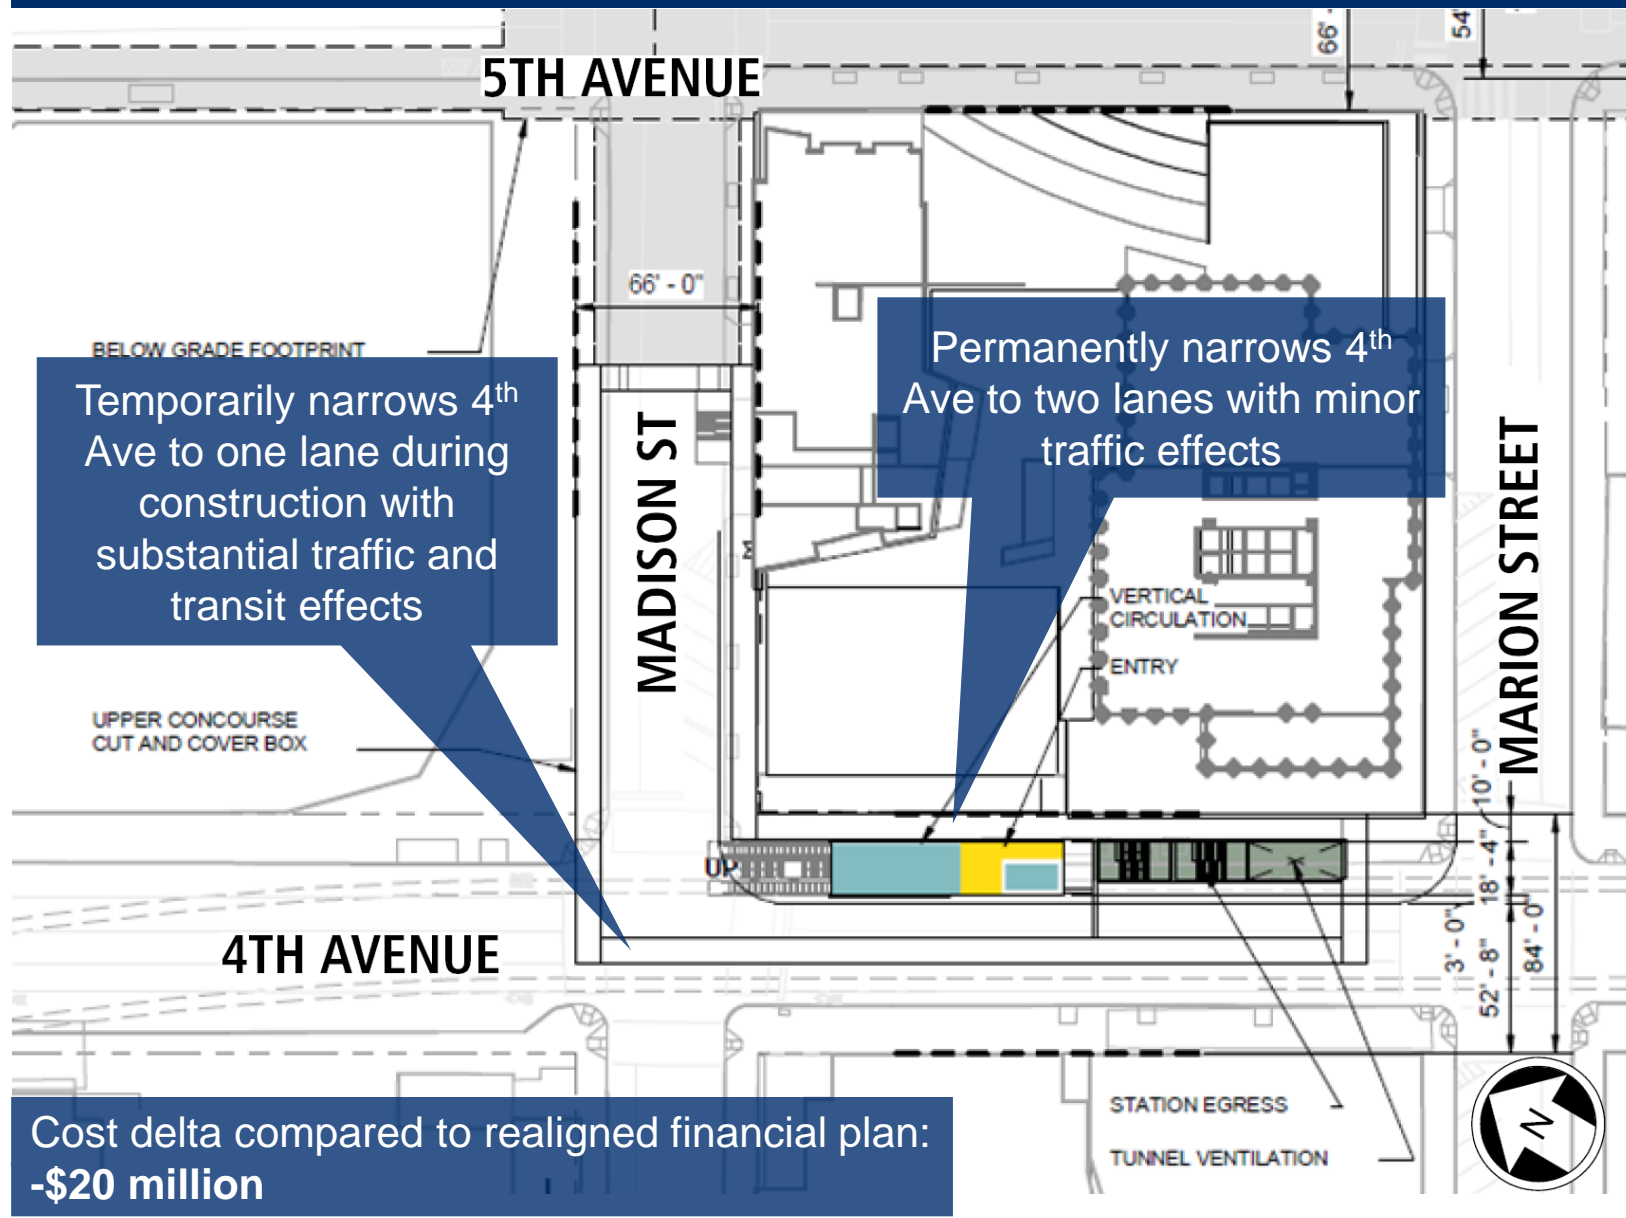 66' -
54'
5TH AVENUE
66' - 0"
BELOW GRADE FOOTPRINT
Temporarily narrows 4th
Ave to one lane during
construction with
substantial traffic and
transit effects
Permanently narrows 4th
Ave to two lanes with minor
traffic effects
MADISON ST
MARION STREET
VERTICAL
CIRCULATION
ENTRY
UPPER CONCOURSE
CUT AND COVER BOX
10' - 0"
18' - 4"
3' - 0"
52' - 8"
84' - 0"
UP
4TH AVENUE
STATION EGRESS
TUNNEL VENTILATION
N
Cost delta compared to realigned financial plan:
-$20 million